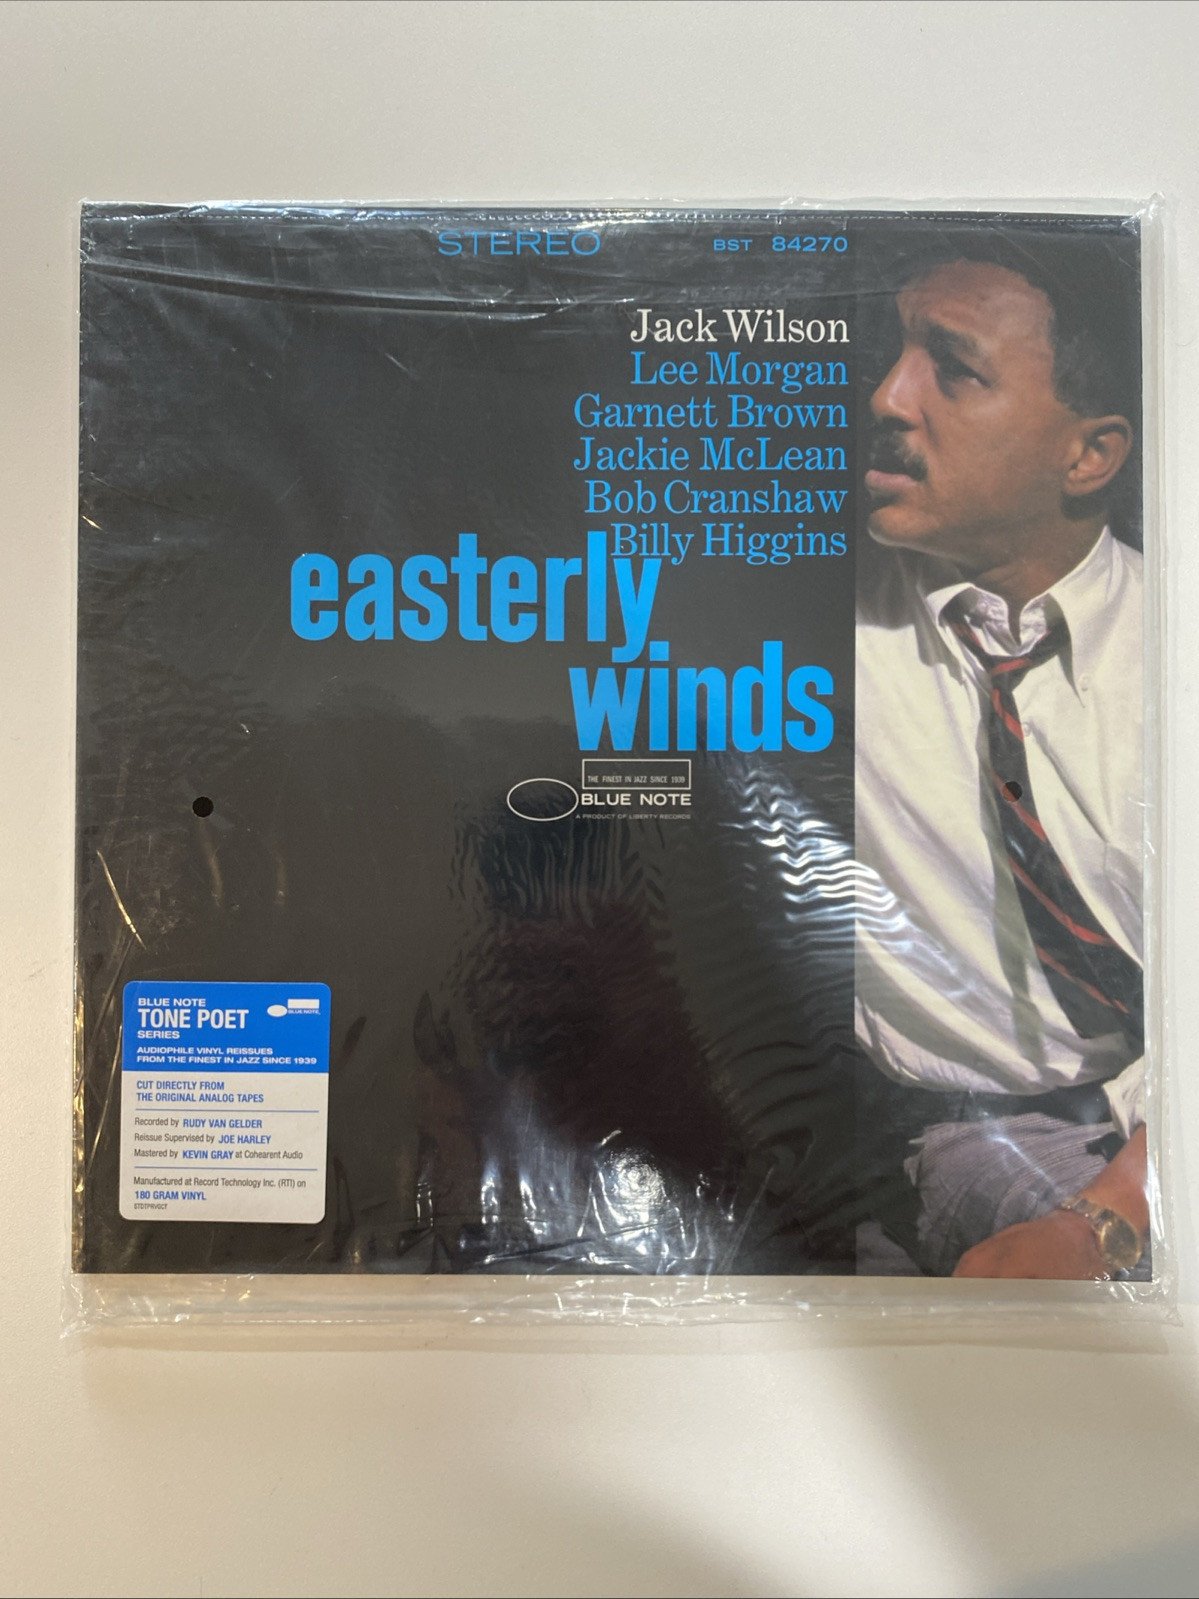 STEREO
BST 84270
Jack Wilson
Lee Morgan
Garnett Brown
Jackie McLean
Bob Cranshaw
Billy Higgins
easterly
winds
THE FINEST IN JAZZ SINCE 1939
BLUE NOTE
A PRODUCT OF LIBERTY RECORDS
BLUE NOTE
TONE POET
SERIES
BLUE NOTE
AUDIOPHILE VINYL REISSUES
FROM THE FINEST IN JAZZ SINCE 1939
CUT DIRECTLY FROM
THE ORIGINAL ANALOG TAPES
Recorded by RUDY VAN GELDER
Reissue Supervised by JOE HARLEY
Mastered by KEVIN GRAY at Cohearent Audio
Manufactured at Record Technology Inc. (RTI) on
180 GRAM VINYL